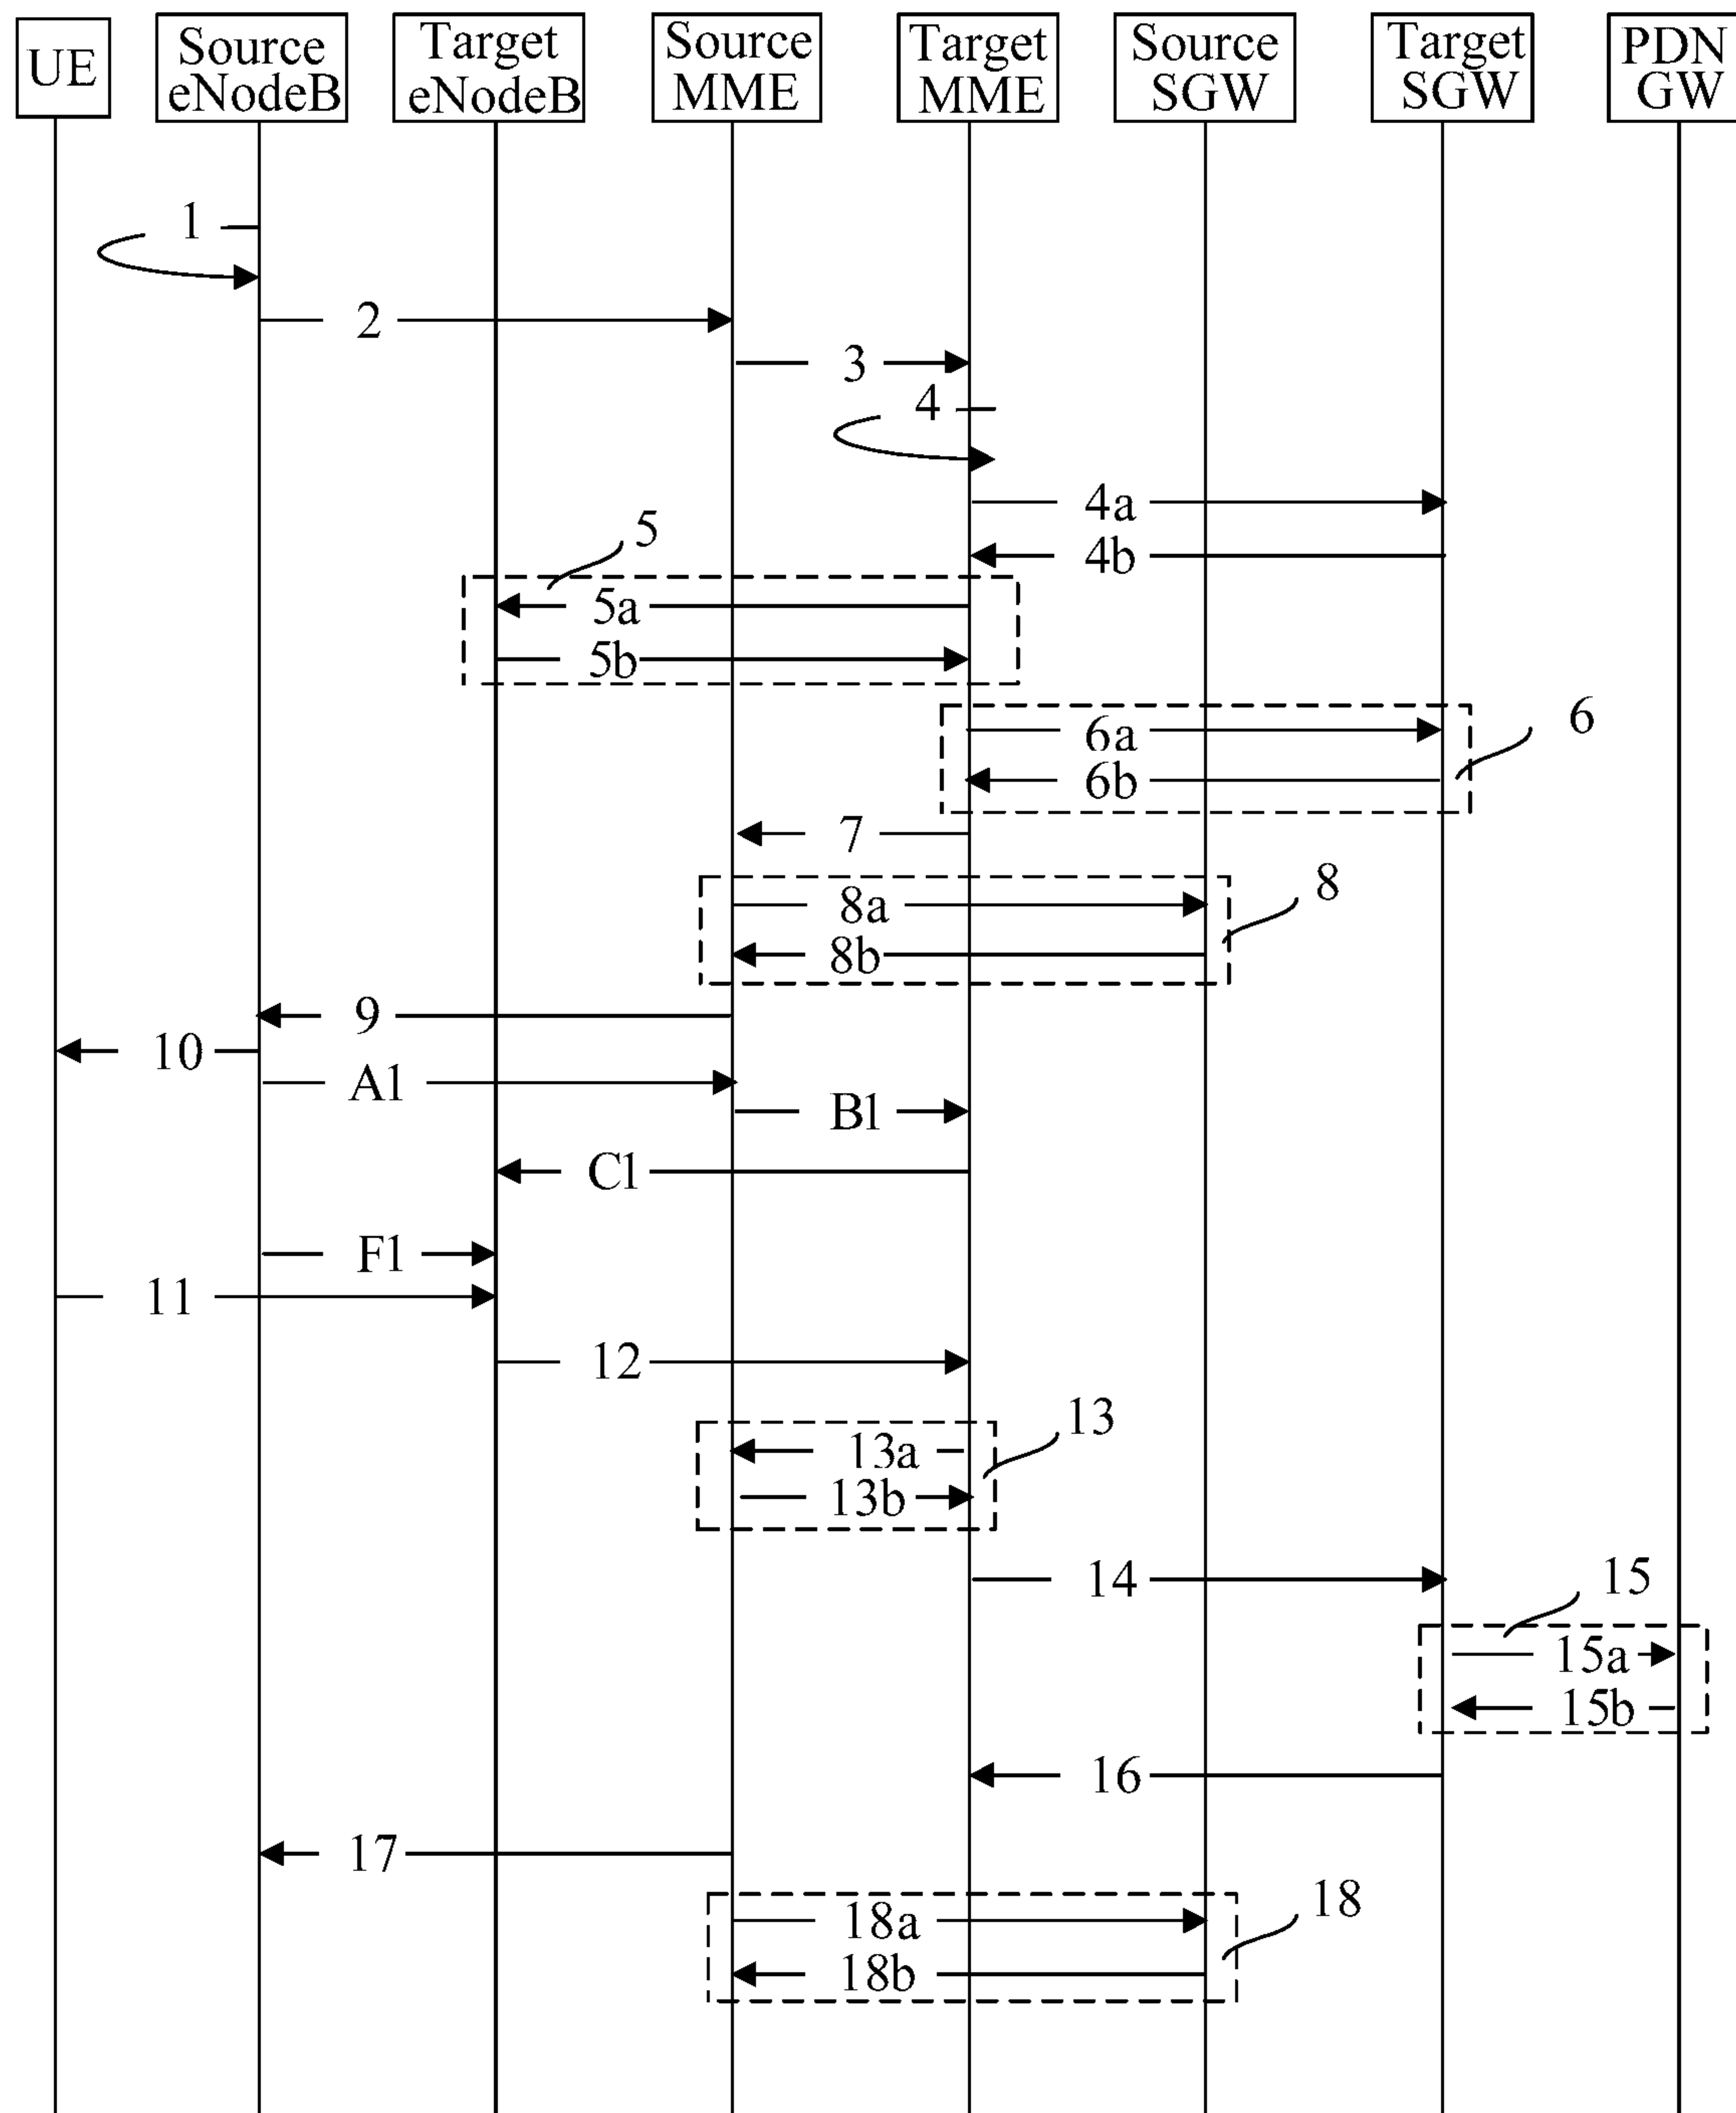 UE
Source
eNodeB
Target
eNodeB
Source
MME
Target
MME
Source
SGW
Target
SGW
PDN
GW
1
2
3
4
4a
5
4b
5a
5b
6
6a
6b
7
8
8a
8b
9
10
A1
B1
C1
F1
11
12
13
13a
13b
14
15
15a
15b
16
17
18
18a
18b